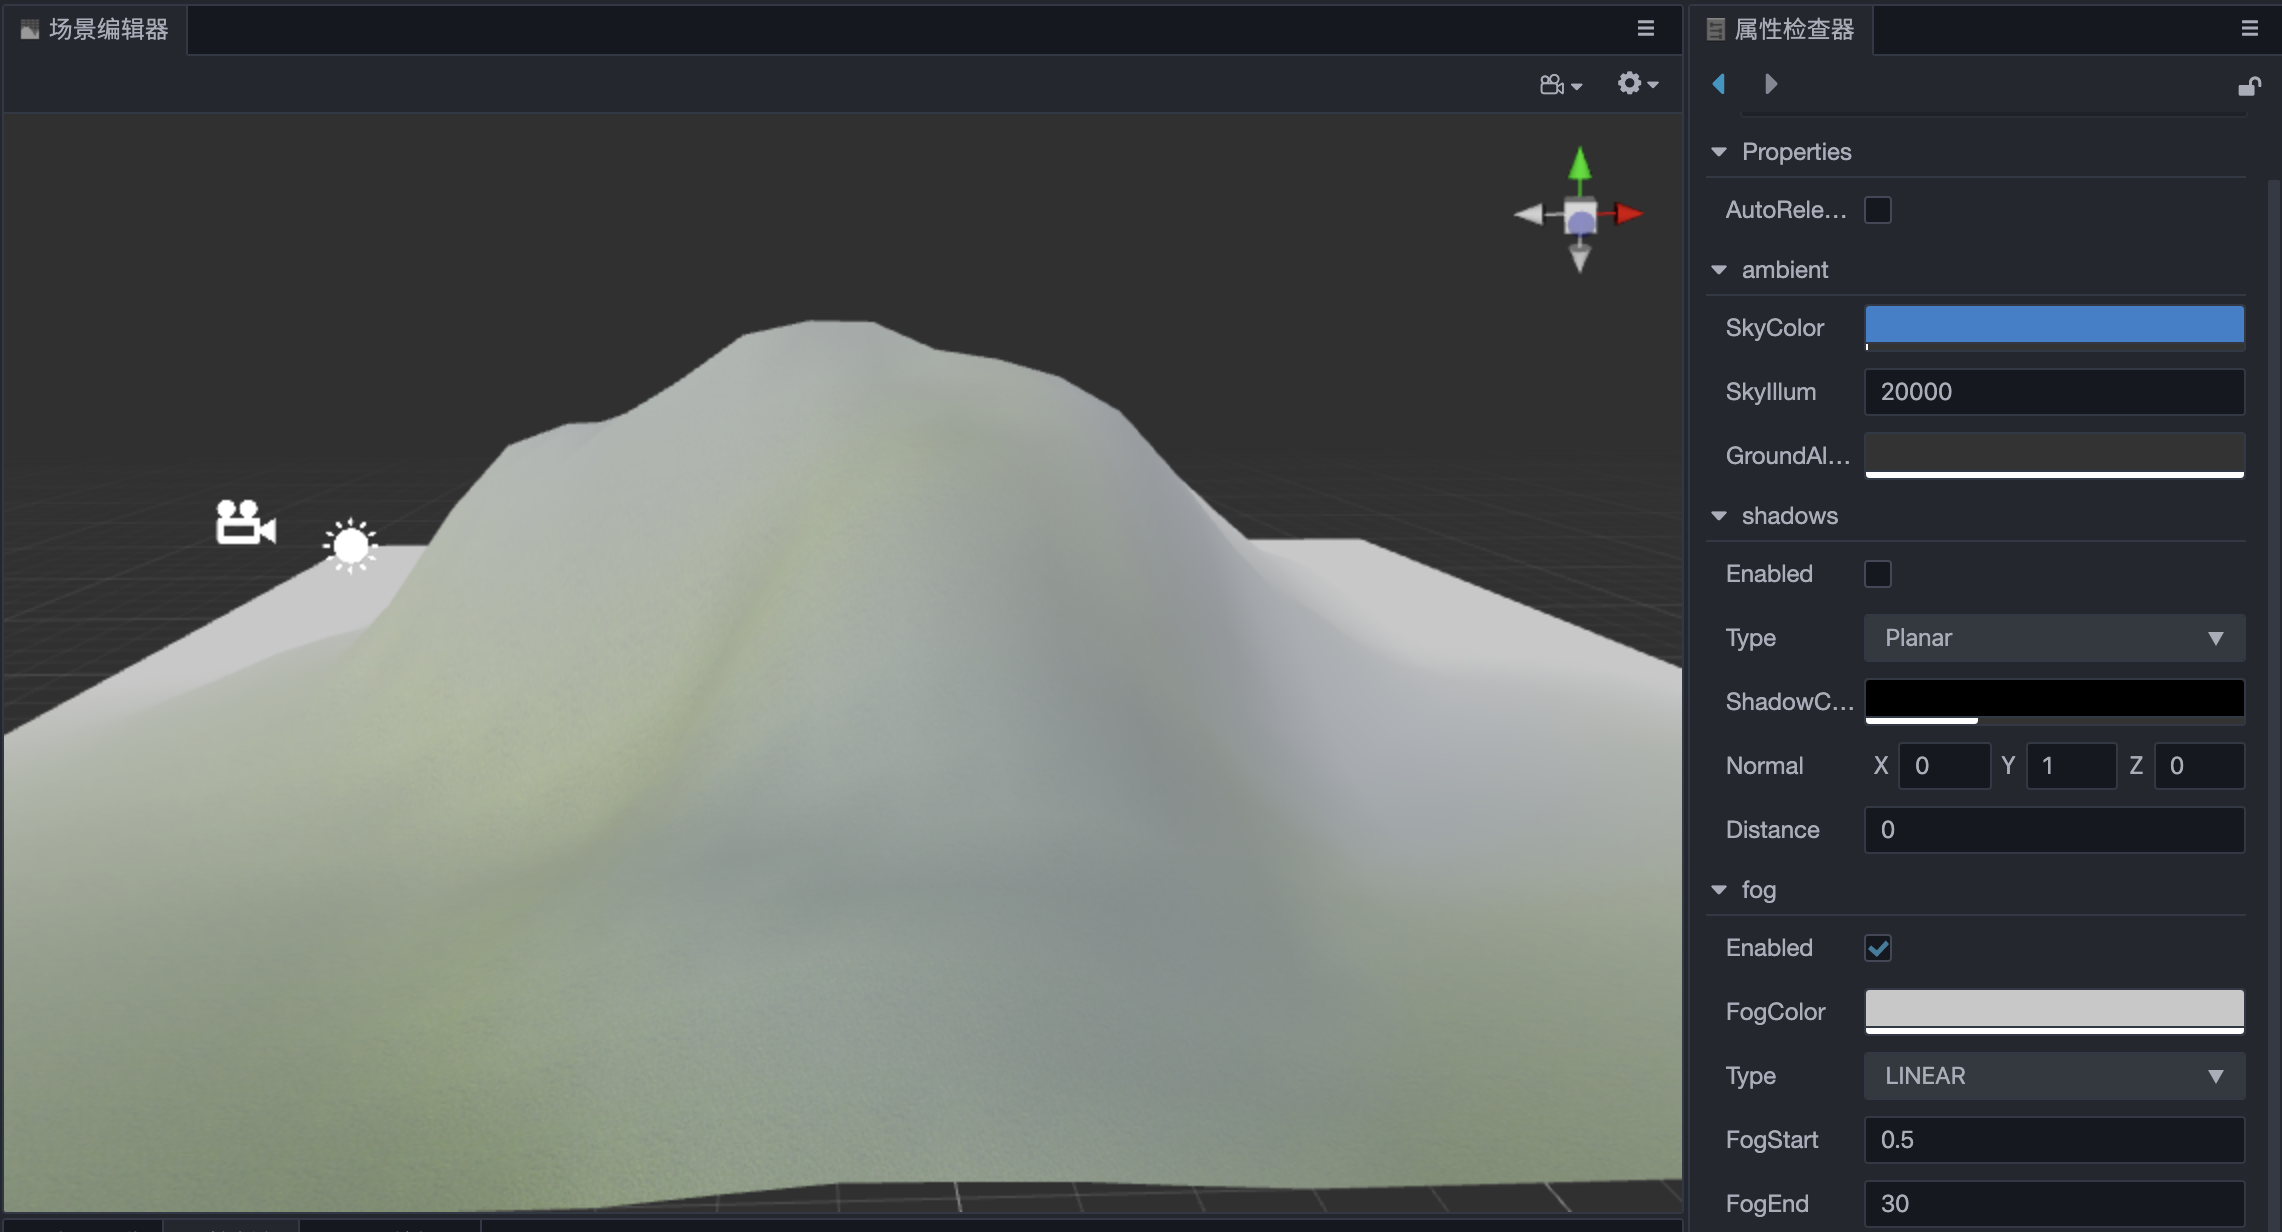 场景编辑器
属性检查器
Properties
AutoRele...
ambient
SkyColor
SkyIllum 20000
GroundAl...
shadows
Enabled
Type Planar
ShadowC...
Normal X 0 Y 1 Z 0
Distance 0
fog
Enabled
FogColor
Type LINEAR
FogStart 0.5
FogEnd 30